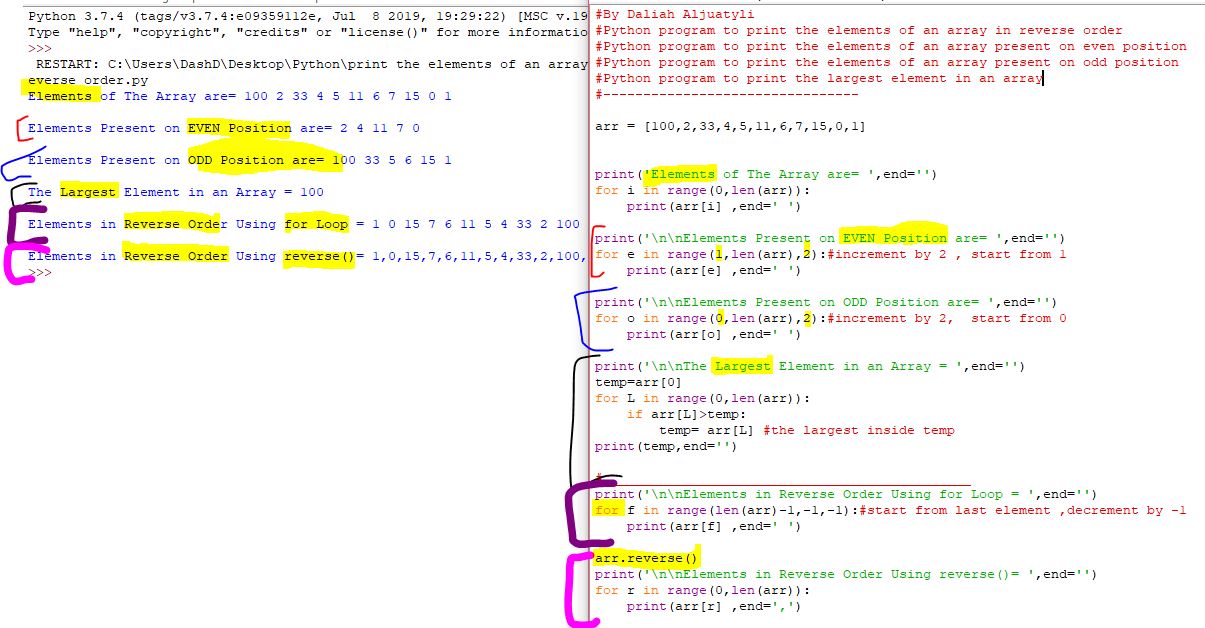 Python 3.7.4 (tags/v3.7.4:e09359112e, Jul  8 2019, 19:29:22) [MSC v.19
Type "help", "copyright", "credits" or "license()" for more informatio
>>>
 RESTART: C:\Users\DashD\Desktop\Python\print the elements of an array
everse order.py
Elements of The Array are= 100 2 33 4 5 11 6 7 15 0 1
Elements Present on EVEN Position are= 2 4 11 7 0
Elements Present on ODD Position are= 100 33 5 6 15 1
The Largest Element in an Array = 100
Elements in Reverse Order Using for Loop = 1 0 15 7 6 11 5 4 33 2 100
Elements in Reverse Order Using reverse()= 1,0,15,7,6,11,5,4,33,2,100,
>>>
#By Daliah Aljuatyli
#Python program to print the elements of an array in reverse order
#Python program to print the elements of an array present on even position
#Python program to print the elements of an array present on odd position
#Python program to print the largest element in an array
#--------------------------------
arr = [100,2,33,4,5,11,6,7,15,0,1]
print('Elements of The Array are= ',end='')
for i in range(0,len(arr)):
    print(arr[i] ,end=' ')
print('\n\nElements Present on EVEN Position are= ',end='')
for e in range(1,len(arr),2):#increment by 2 , start from 1
    print(arr[e] ,end=' ')
print('\n\nElements Present on ODD Position are= ',end='')
for o in range(0,len(arr),2):#increment by 2,  start from 0
    print(arr[o] ,end=' ')
print('\n\nThe Largest Element in an Array = ',end='')
temp=arr[0]
for L in range(0,len(arr)):
    if arr[L]>temp:
        temp= arr[L] #the largest inside temp
print(temp,end='')
#______________________________________________
print('\n\nElements in Reverse Order Using for Loop = ',end='')
for f in range(len(arr)-1,-1,-1):#start from last element ,decrement by -1
    print(arr[f] ,end=' ')
arr.reverse()
print('\n\nElements in Reverse Order Using reverse()= ',end='')
for r in range(0,len(arr)):
    print(arr[r] ,end=',')